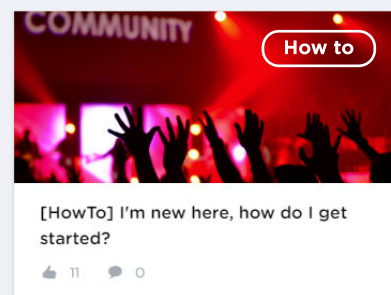 COMMUNITY
How to
[HowTo] I'm new here, how do I get
started?
11 0